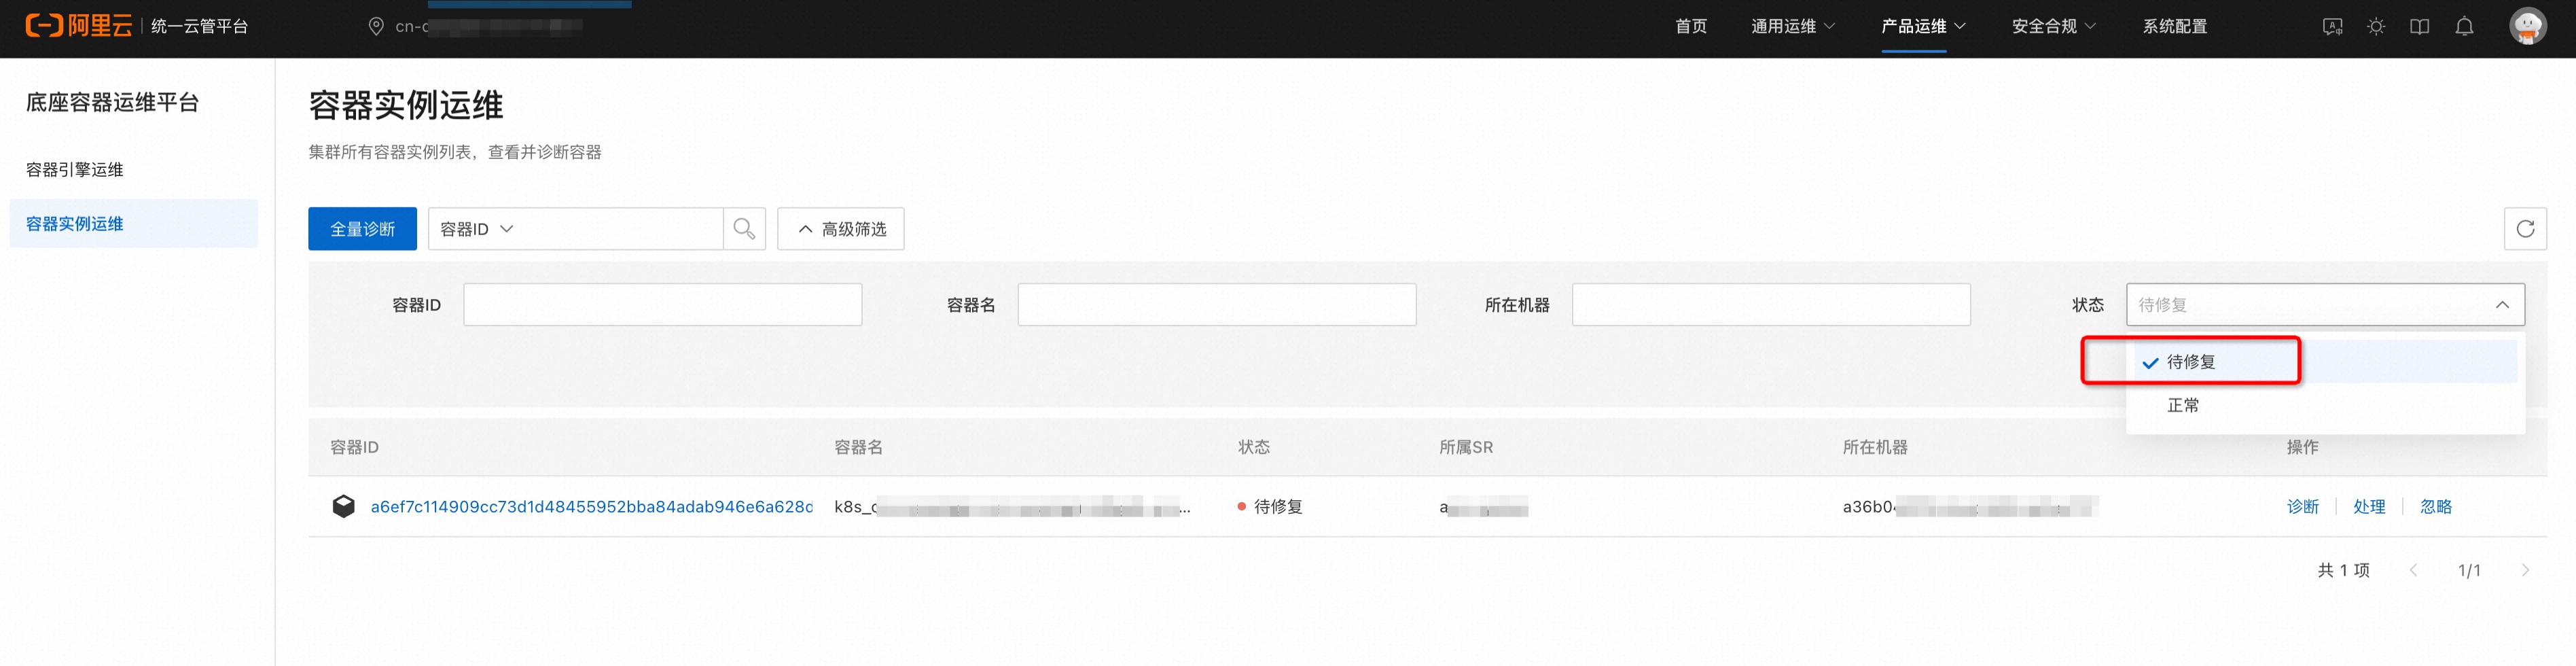 阿里云 | 统一云管平台
cn-
首页
通用运维
产品运维
安全合规
系统配置
底座容器运维平台
容器引擎运维
容器实例运维
容器实例运维
集群所有容器实例列表，查看并诊断容器
全量诊断
容器ID
高级筛选
容器ID
容器名
所在机器
状态
待修复
待修复
正常
容器ID
容器名
状态
所属SR
所在机器
操作
a6ef7c114909cc73d1d48455952bba84adab946e6a628c
k8s_ ...
待修复
a
a36b0
诊断
处理
忽略
共 1 项
1/1